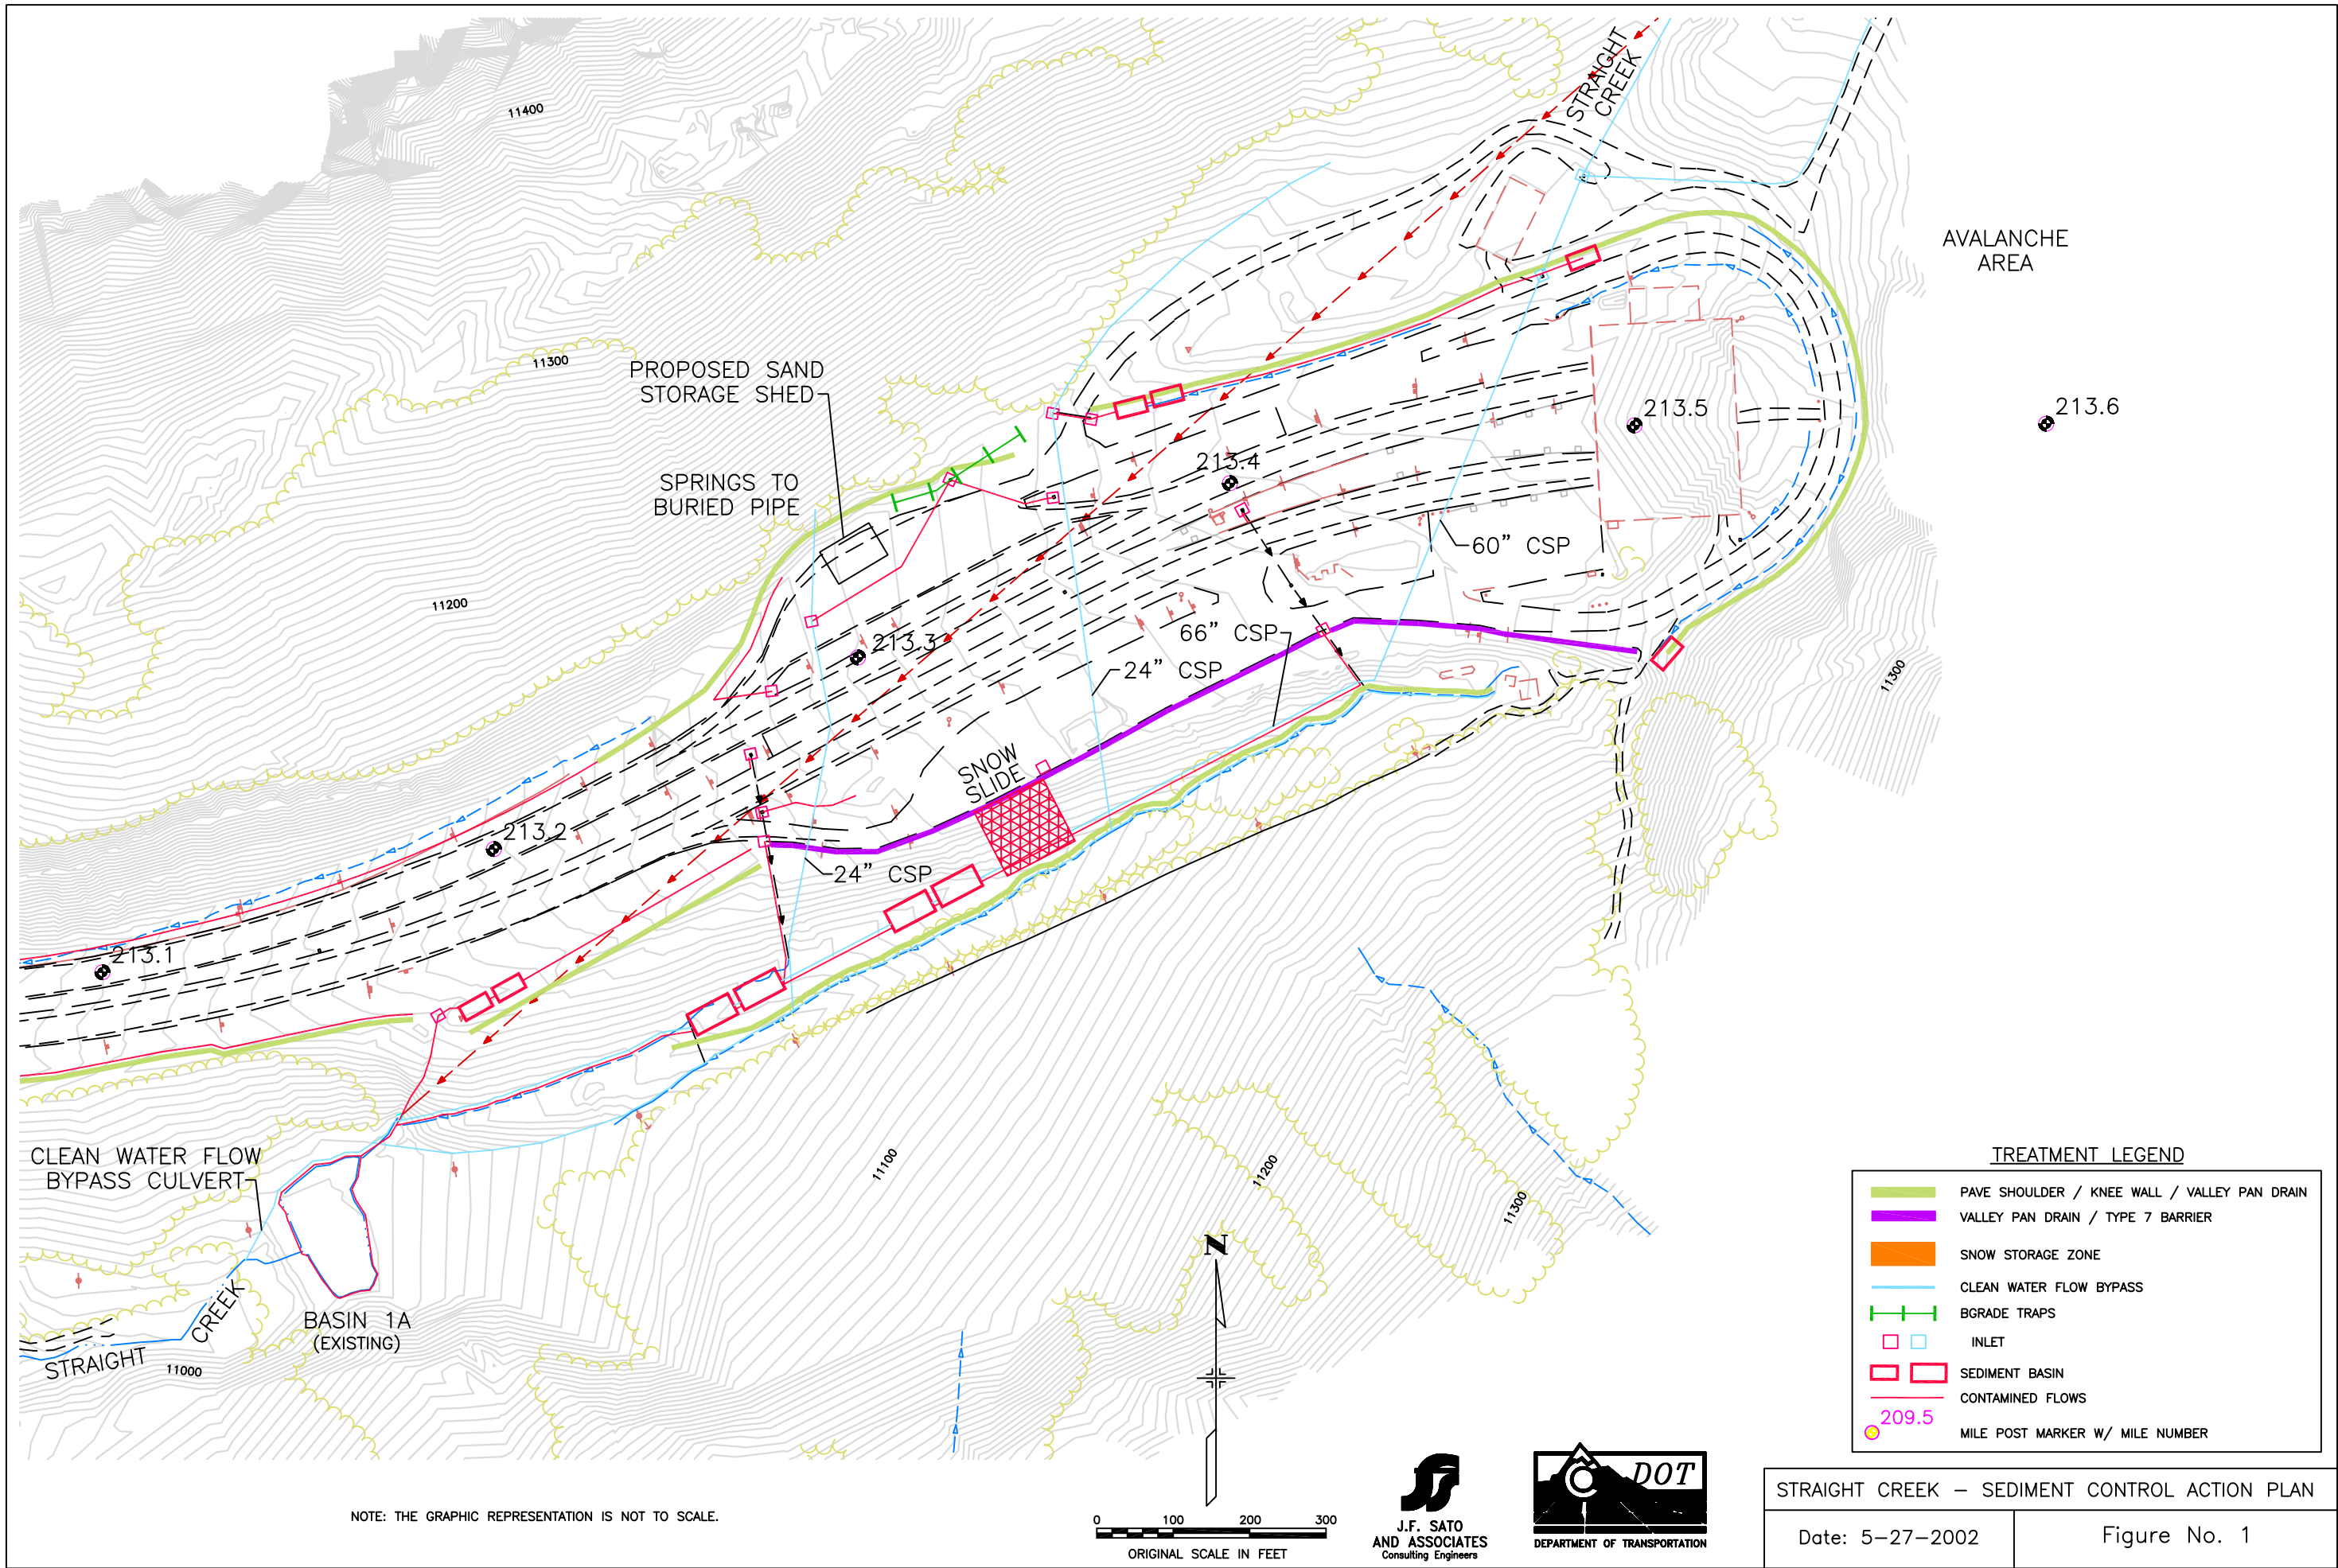 11400
STRAIGHT
CREEK
AVALANCHE
AREA
11300
PROPOSED SAND
STORAGE SHED
213.5
213.6
213.4
SPRINGS TO
BURIED PIPE
60" CSP
11200
213.3
66" CSP
24" CSP
11300
SNOW
SLIDE
213.2
24" CSP
213.1
CLEAN WATER FLOW
BYPASS CULVERT
11100
11200
11300
BASIN 1A
(EXISTING)
STRAIGHT
CREEK
11000
N
TREATMENT LEGEND
PAVE SHOULDER / KNEE WALL / VALLEY PAN DRAIN
VALLEY PAN DRAIN / TYPE 7 BARRIER
SNOW STORAGE ZONE
CLEAN WATER FLOW BYPASS
BGRADE TRAPS
INLET
SEDIMENT BASIN
CONTAMINED FLOWS
209.5
MILE POST MARKER W/ MILE NUMBER
NOTE: THE GRAPHIC REPRESENTATION IS NOT TO SCALE.
0 100 200 300
ORIGINAL SCALE IN FEET
J.F. SATO
AND ASSOCIATES
Consulting Engineers
DOT
DEPARTMENT OF TRANSPORTATION
STRAIGHT CREEK – SEDIMENT CONTROL ACTION PLAN
Date: 5-27-2002
Figure No. 1